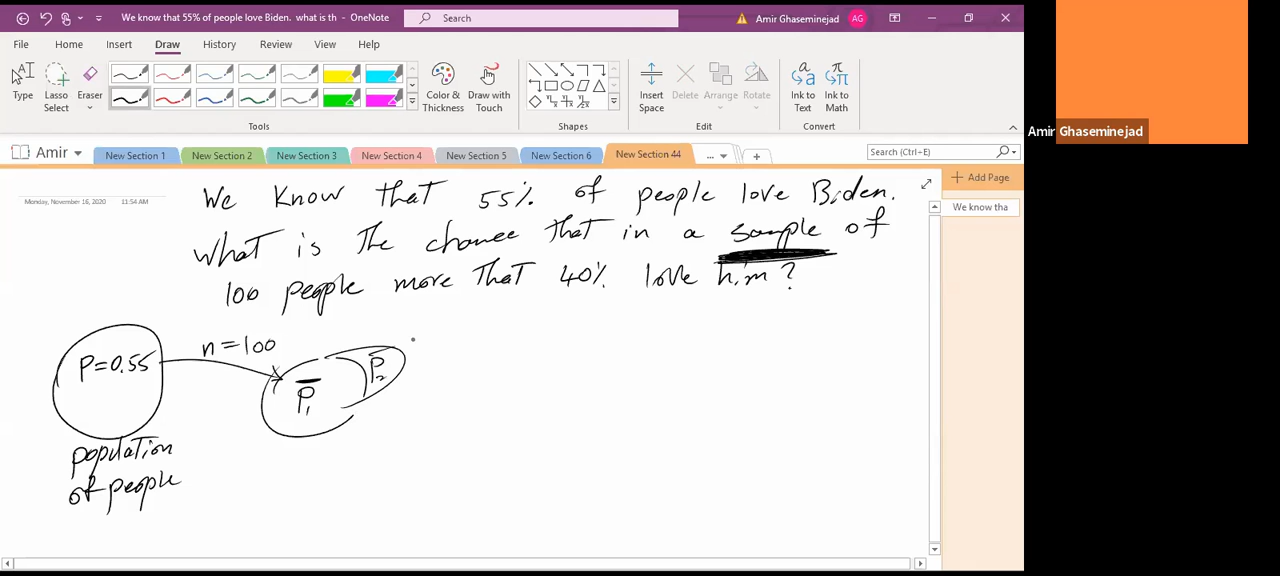 We know that 55% of people love Biden. what is th - OneNote
Search
Amir Ghaseminejad
AG
File Home Insert Draw History Review View Help
Type
Lasso Select
Eraser
Color & Thickness
Draw with Touch
Insert Space
Delete
Arrange
Rotate
Ink to Text
Ink to Math
Tools
Shapes
Edit
Convert
Amir Ghaseminejad
Amir
New Section 1
New Section 2
New Section 3
New Section 4
New Section 5
New Section 6
New Section 44
...
Search (Ctrl+E)
Add Page
We know tha
Monday, November 16, 2020 11:54 AM
We know that 55% of people love Biden.
what is the chance that in a sample of
100 people more that 40% love him?
P=0.55
n=100
P̅₁
P̅₂
population
of people